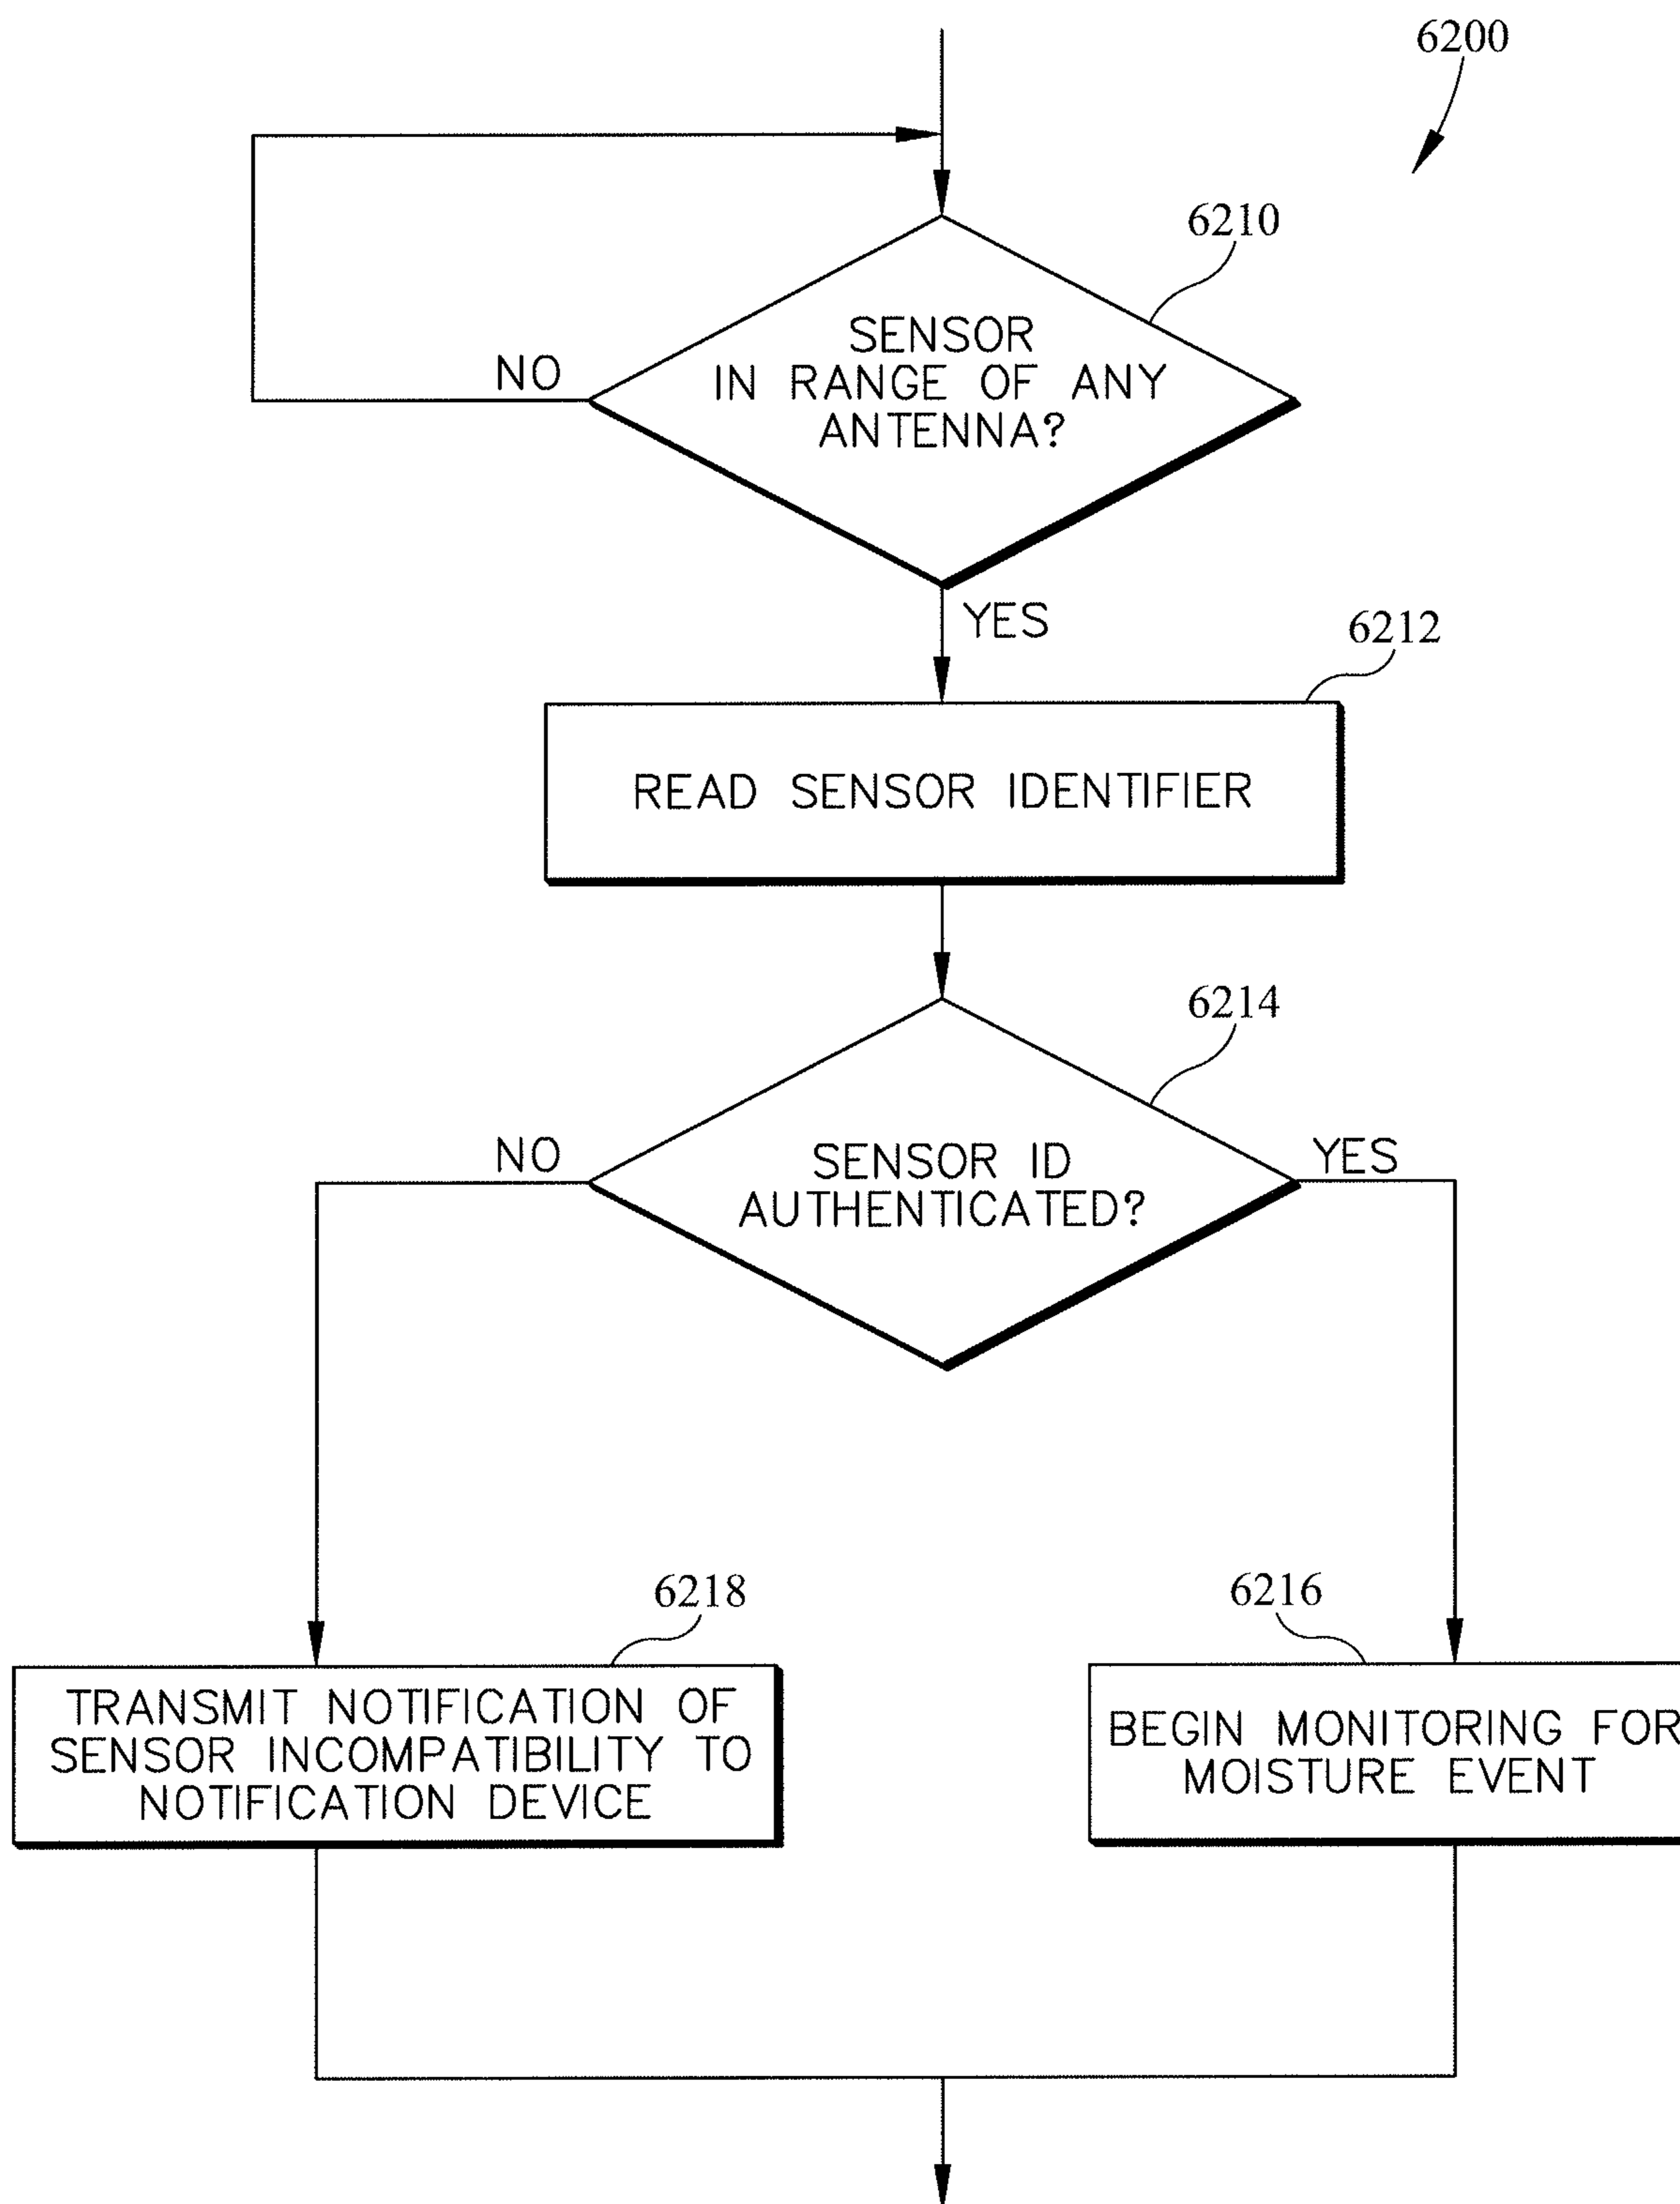 6200
6210
SENSOR
IN RANGE OF ANY
ANTENNA?
NO
YES
6212
READ SENSOR IDENTIFIER
6214
NO
SENSOR ID
AUTHENTICATED?
YES
6218
TRANSMIT NOTIFICATION OF
SENSOR INCOMPATIBILITY TO
NOTIFICATION DEVICE
6216
BEGIN MONITORING FOR
MOISTURE EVENT